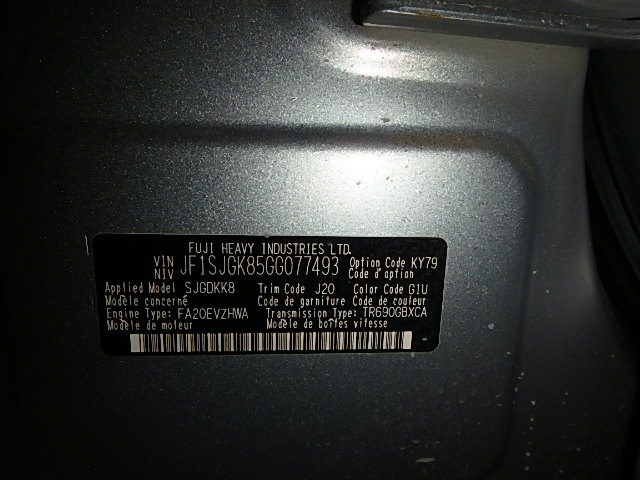 FUJI HEAVY INDUSTRIES LTD.
VIN NIV JF1SJGK85GG077493 Option Code KY79
Code d'option
Applied Model SJGDKK8 Trim Code J20 Color Code G1U
Modele concerné Code de garniture Code de couleur
Engine Type: FA20EVZHWA Transmission Type: TR690GBXCA
Modele de moteur Modele de boîtes vitesse